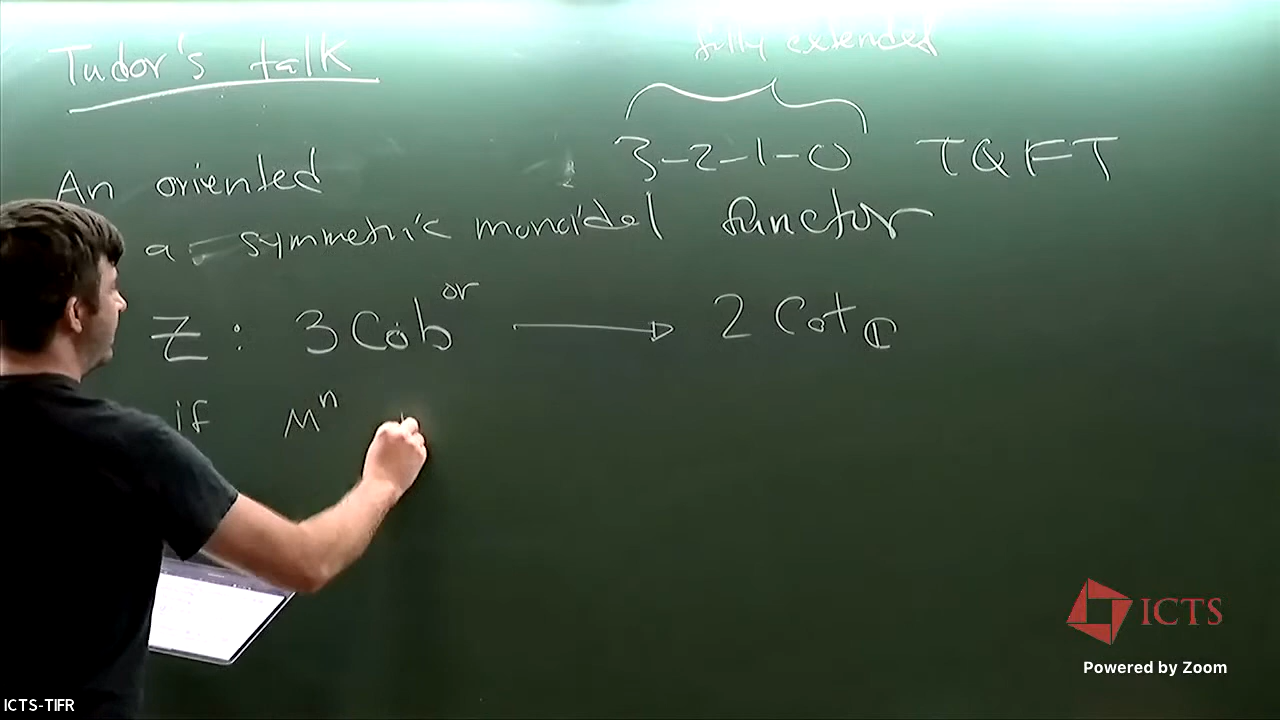 Tudor's talk
fully extended
An oriented 3-2-1-0 TQFT
a symmetric monoidal functor
Z : 3Cob^or → 2Cat_ℂ
if M^n
ICTS
Powered by Zoom
ICTS-TIFR